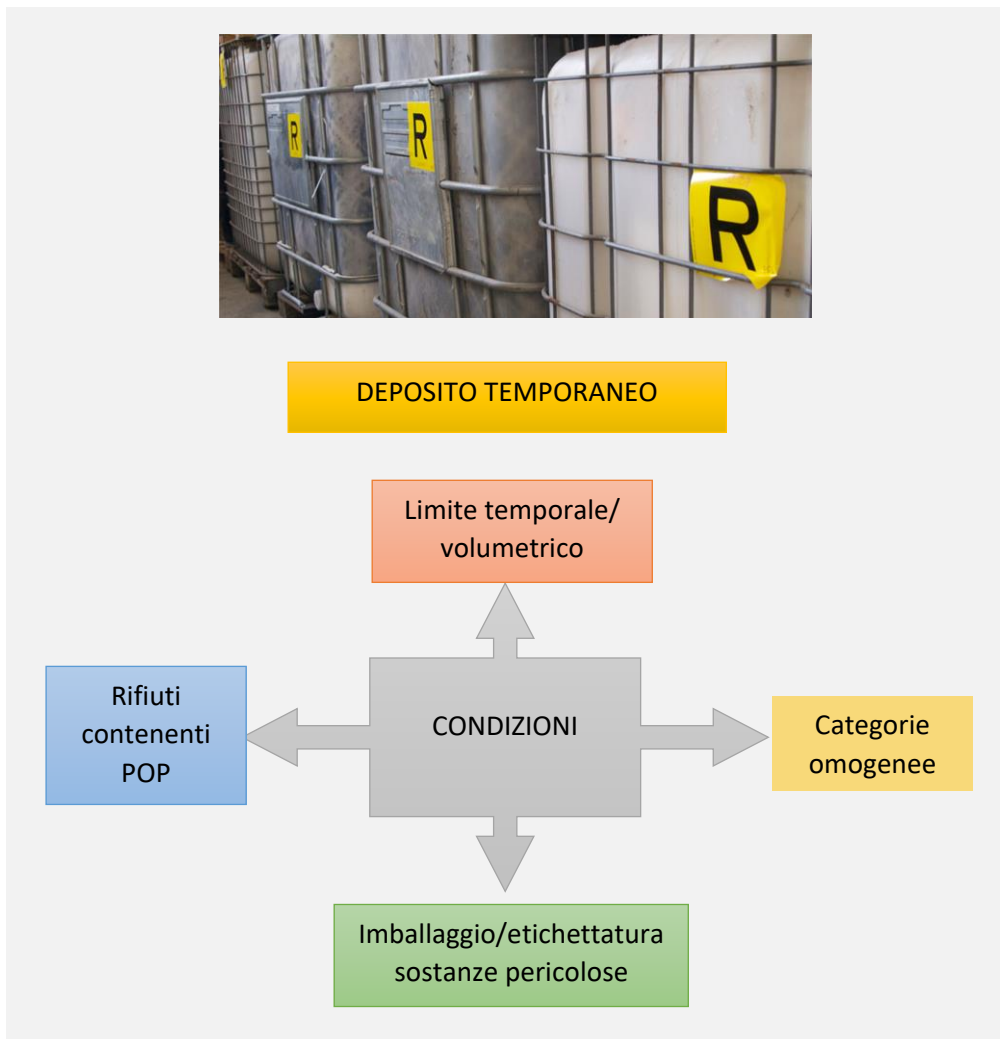 R
R
R
DEPOSITO TEMPORANEO
Limite temporale/
volumetrico
Rifiuti
contenenti
POP
CONDIZIONI
Categorie
omogenee
Imballaggio/etichettatura
sostanze pericolose